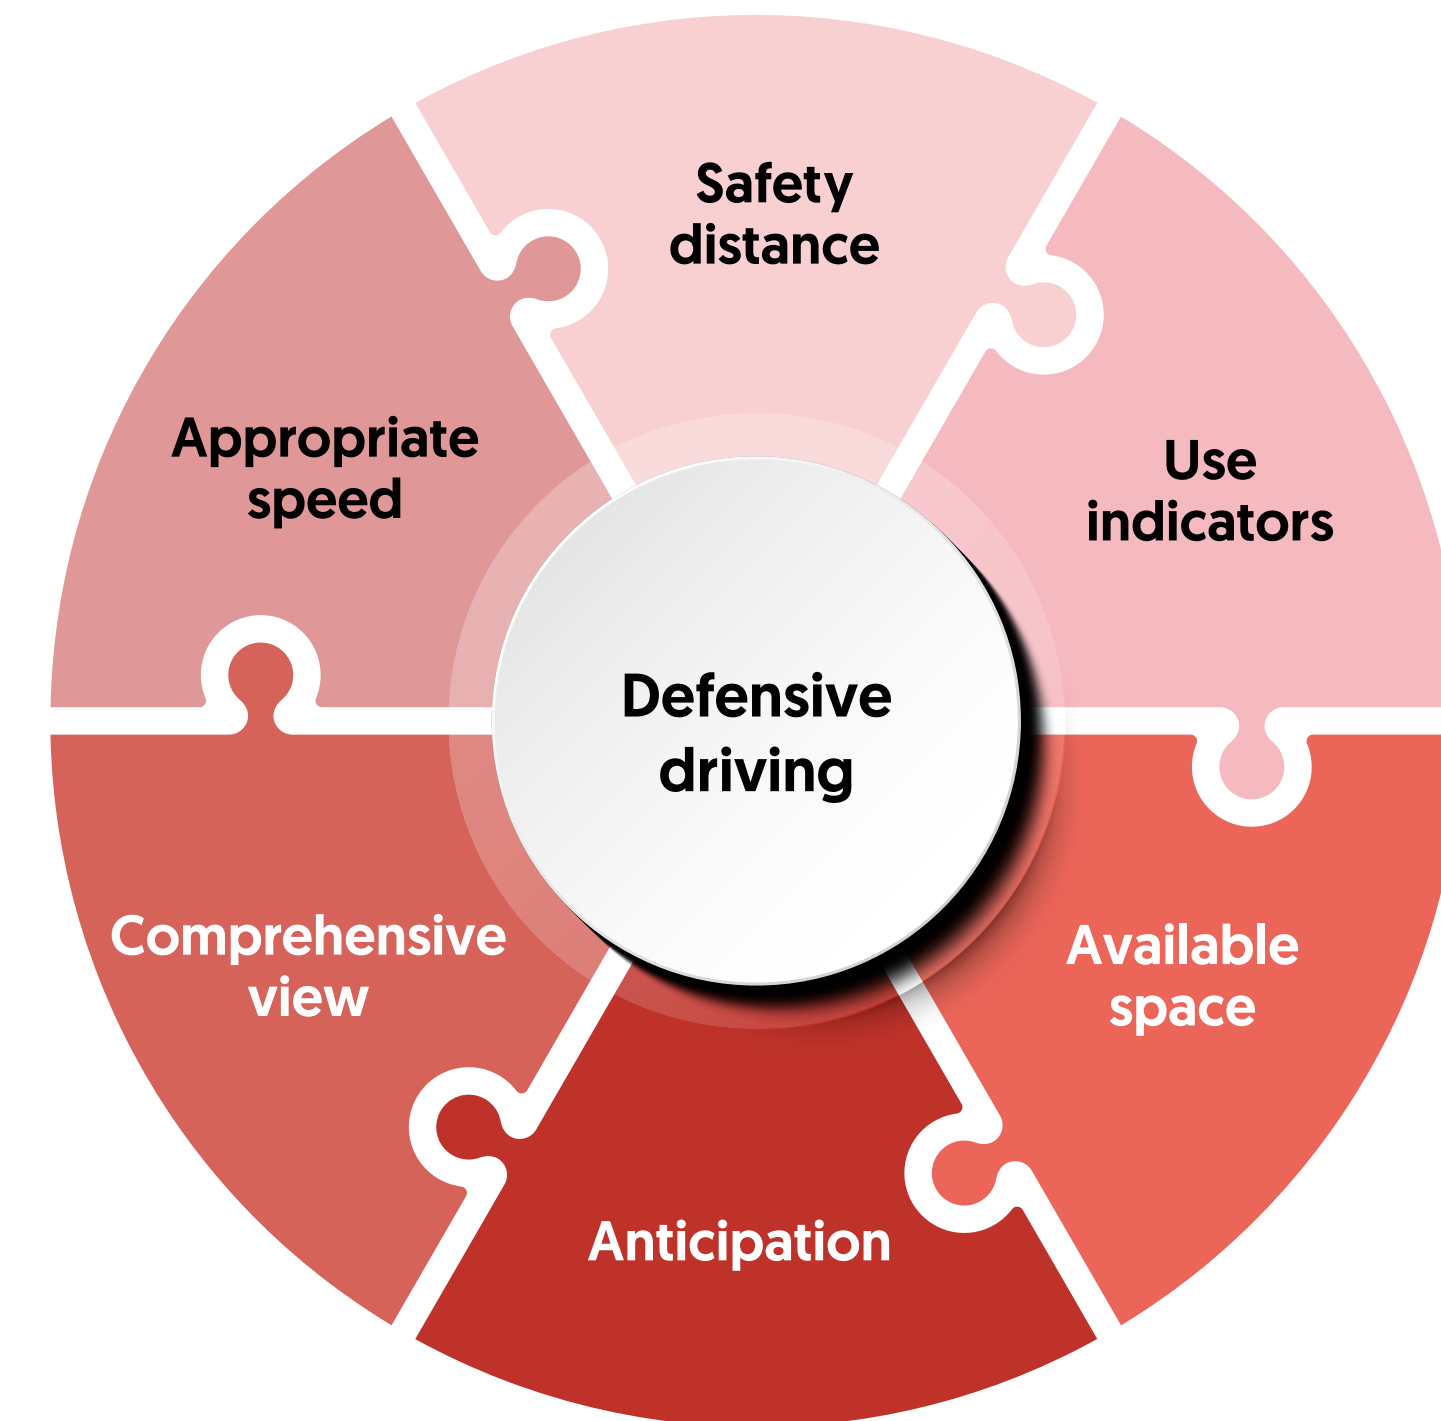 Safety
distance
Use
indicators
Available
space
Anticipation
Comprehensive
view
Appropriate
speed
Defensive
driving